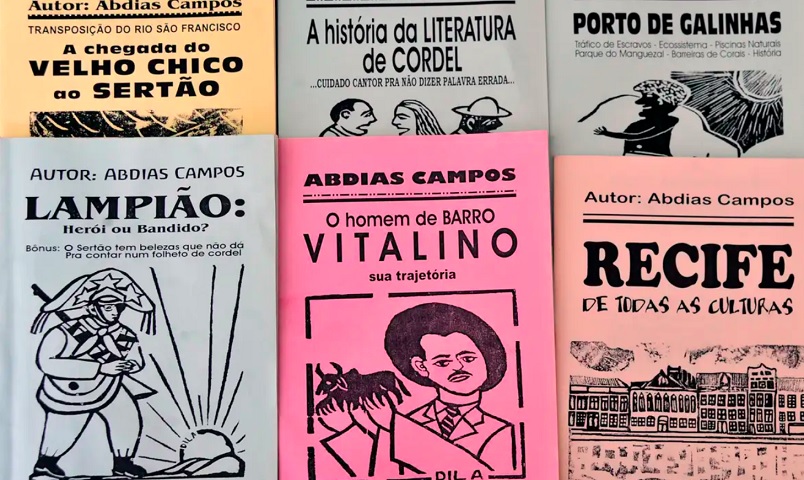 Autor: Abdias Campos
TRANSPOSIÇÃO DO RIO SÃO FRANCISCO
A chegada do
VELHO CHICO
ao SERTÃO
A história da LITERATURA
de CORDEL
...CUIDADO CANTOR PRA NÃO DIZER PALAVRA ERRADA...
PORTO DE GALINHAS
Tráfico de Escravos - Ecossistema - Piscinas Naturais
Parque do Manguezal - Barreiras de Corais - História
AUTOR: ABDIAS CAMPOS
LAMPIÃO:
Herói ou Bandido?
Bônus: O Sertão tem belezas que não dá
Pra contar num folheto de cordel
DILA
ABDIAS CAMPOS
O homem de BARRO
VITALINO
sua trajetória
DILA
Autor: Abdias Campos
RECIFE
DE TODAS AS CULTURAS